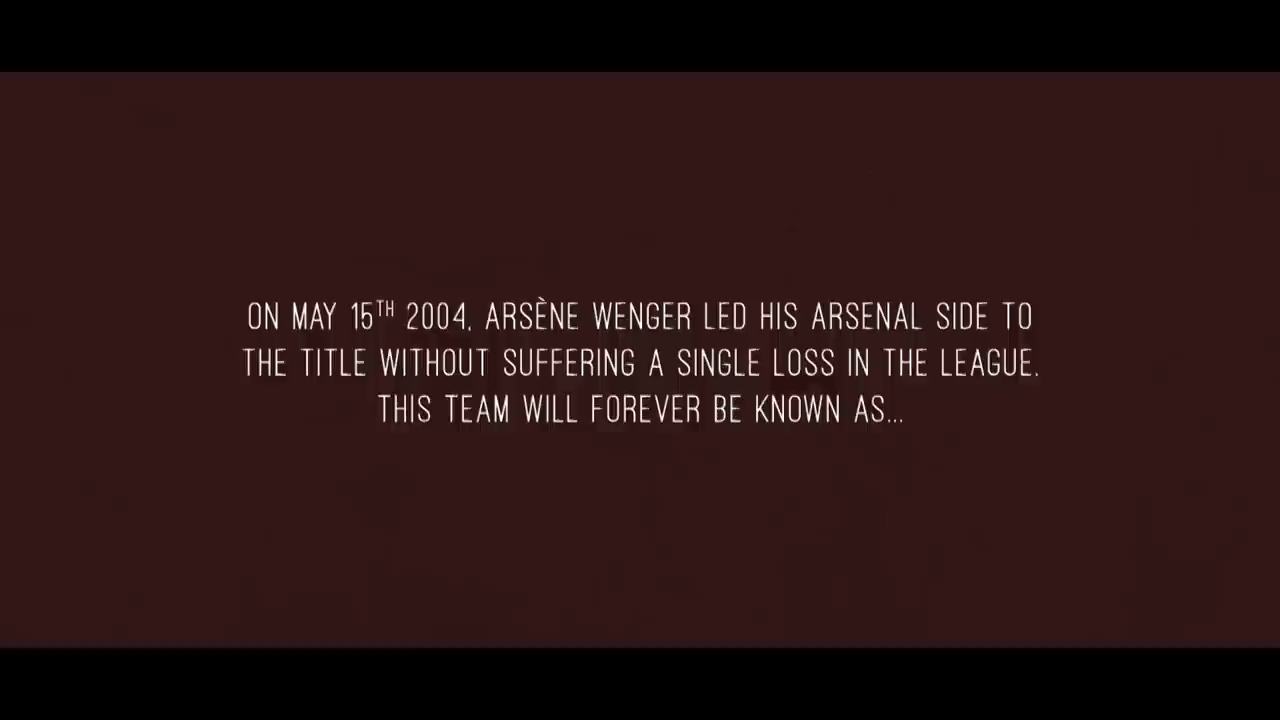 ON MAY 15TH 2004, ARSÈNE WENGER LED HIS ARSENAL SIDE TO
THE TITLE WITHOUT SUFFERING A SINGLE LOSS IN THE LEAGUE.
THIS TEAM WILL FOREVER BE KNOWN AS...